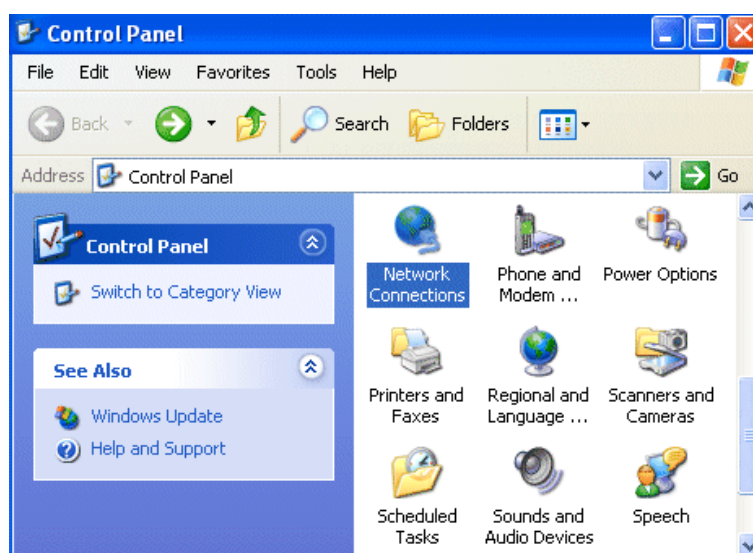 Control Panel
File Edit View Favorites Tools Help
Back Search Folders
Address Control Panel Go
Control Panel
Switch to Category View
See Also
Windows Update
Help and Support
Network
Connections
Phone and
Modem ...
Power Options
Printers and
Faxes
Regional and
Language ...
Scanners and
Cameras
Scheduled
Tasks
Sounds and
Audio Devices
Speech